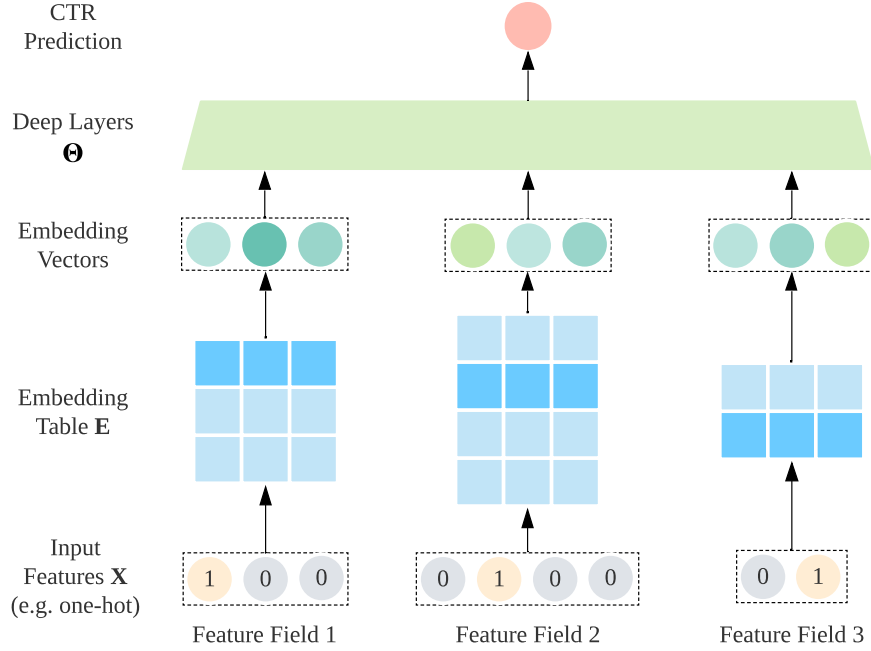 CTR
Prediction
Deep Layers
Θ
Embedding
Vectors
Embedding
Table E
Input
Features X
(e.g. one-hot)
1 0 0
0 1 0 0
0 1
Feature Field 1
Feature Field 2
Feature Field 3